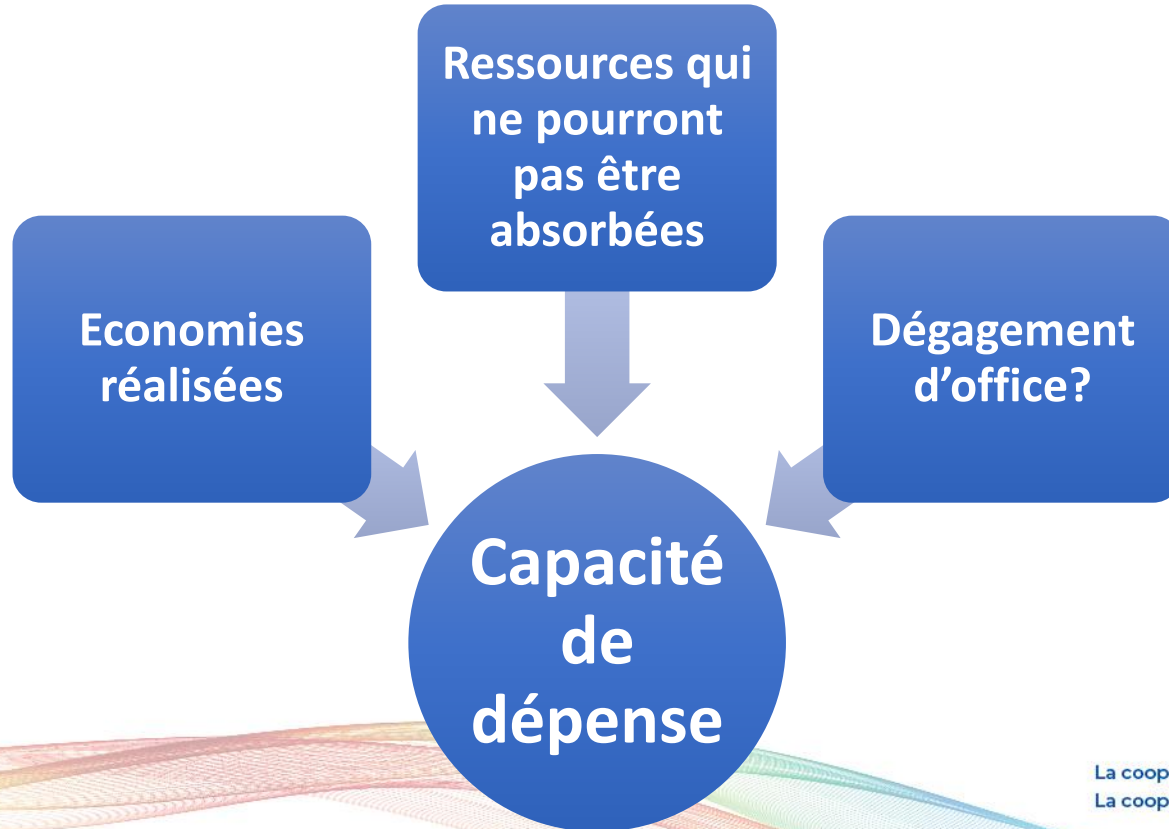 Ressources qui
ne pourront
pas être
absorbées
Economies
réalisées
Dégagement
d’office?
Capacité
de
dépense
La coop
La coop